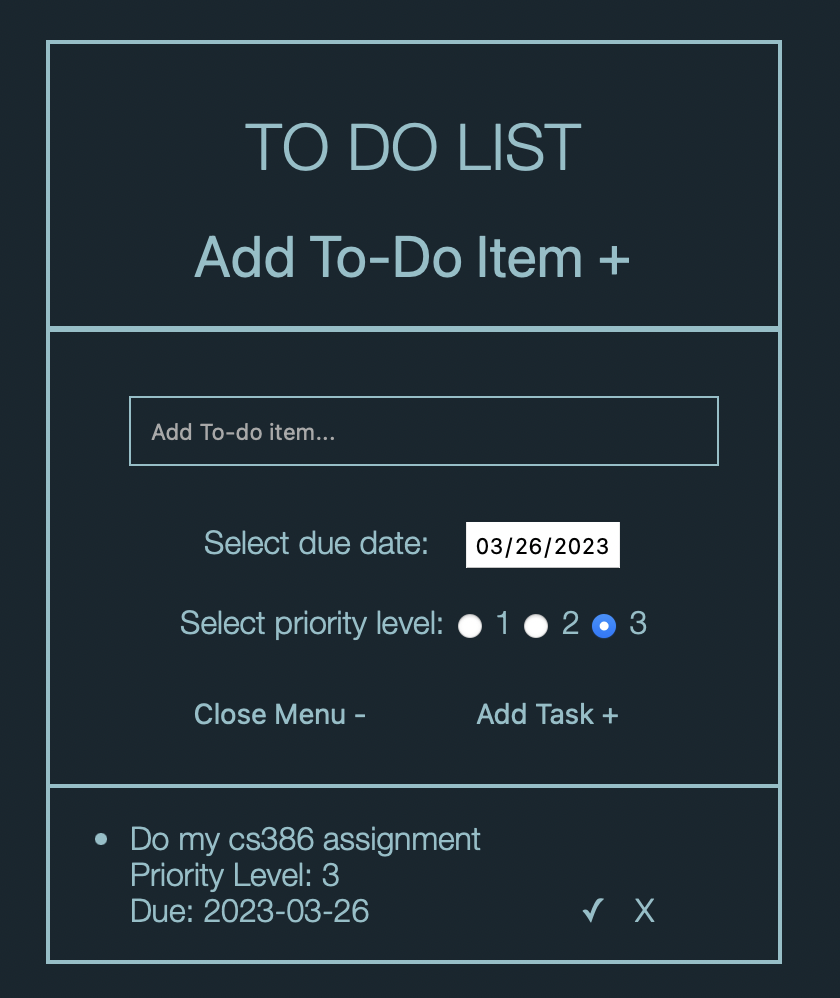 TO DO LIST
Add To-Do Item +
Add To-do item...
Select due date: 03/26/2023
Select priority level: 1 2 3
Close Menu - Add Task +
• Do my cs386 assignment
Priority Level: 3
Due: 2023-03-26 ✓ X